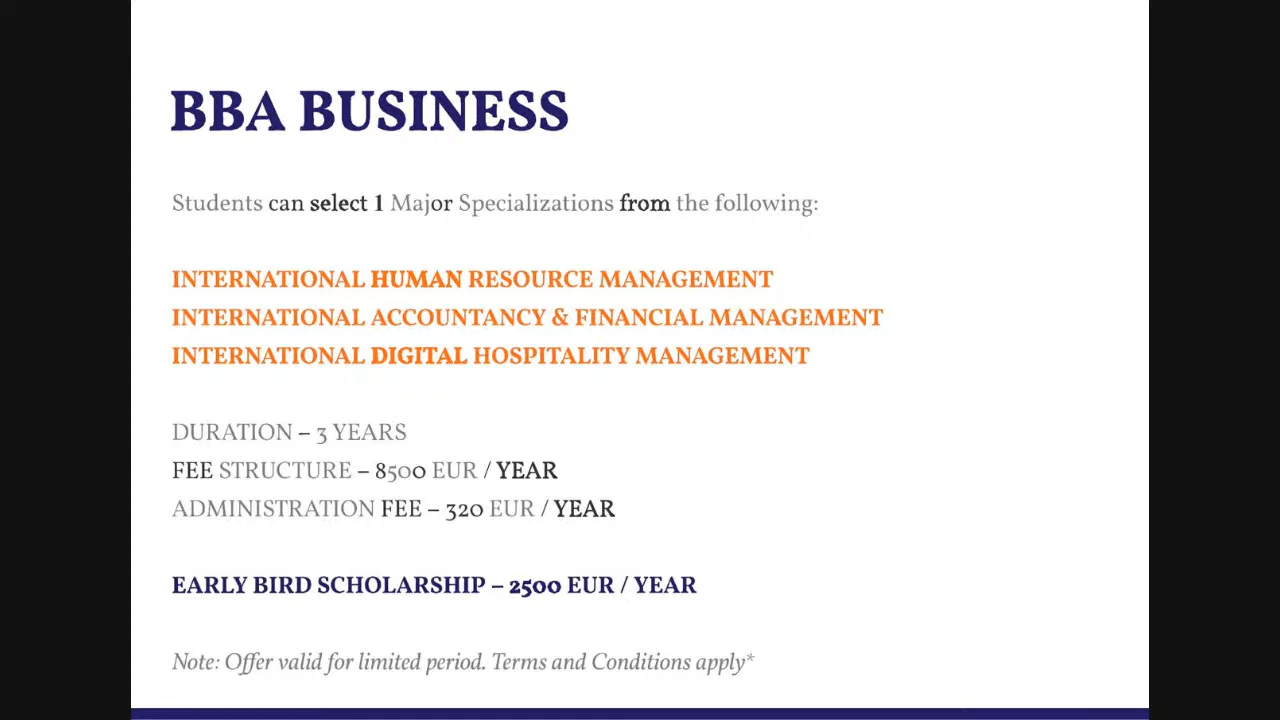 BBA BUSINESS
Students can select 1 Major Specializations from the following:
INTERNATIONAL HUMAN RESOURCE MANAGEMENT
INTERNATIONAL ACCOUNTANCY & FINANCIAL MANAGEMENT
INTERNATIONAL DIGITAL HOSPITALITY MANAGEMENT
DURATION – 3 YEARS
FEE STRUCTURE – 8500 EUR / YEAR
ADMINISTRATION FEE – 320 EUR / YEAR
EARLY BIRD SCHOLARSHIP – 2500 EUR / YEAR
Note: Offer valid for limited period. Terms and Conditions apply*